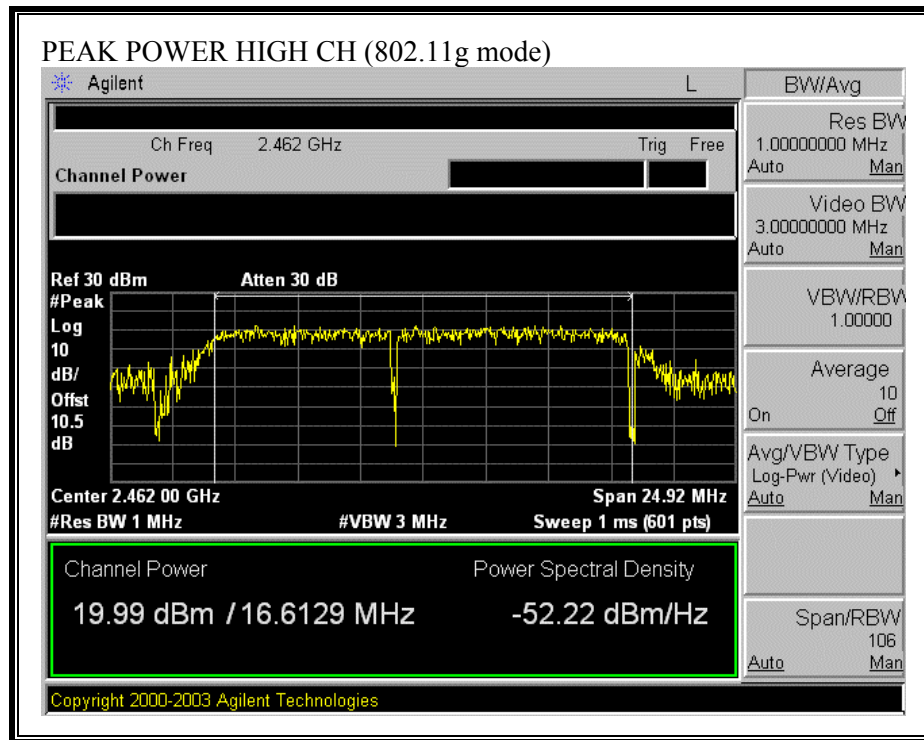 PEAK POWER HIGH CH (802.11g mode)
Agilent L
BW/Avg
Ch Freq 2.462 GHz Trig Free
Channel Power
Res BW
1.00000000 MHz
Auto Man
Video BW
3.00000000 MHz
Auto Man
VBW/RBW
1.00000
Average
10
On Off
Avg/VBW Type
Log-Pwr (Video)
Auto Man
Span/RBW
106
Auto Man
Ref 30 dBm Atten 30 dB
#Peak
Log
10
dB/
Offst
10.5
dB
Center 2.462 00 GHz Span 24.92 MHz
#Res BW 1 MHz #VBW 3 MHz Sweep 1 ms (601 pts)
Channel Power Power Spectral Density
19.99 dBm / 16.6129 MHz -52.22 dBm/Hz
Copyright 2000-2003 Agilent Technologies